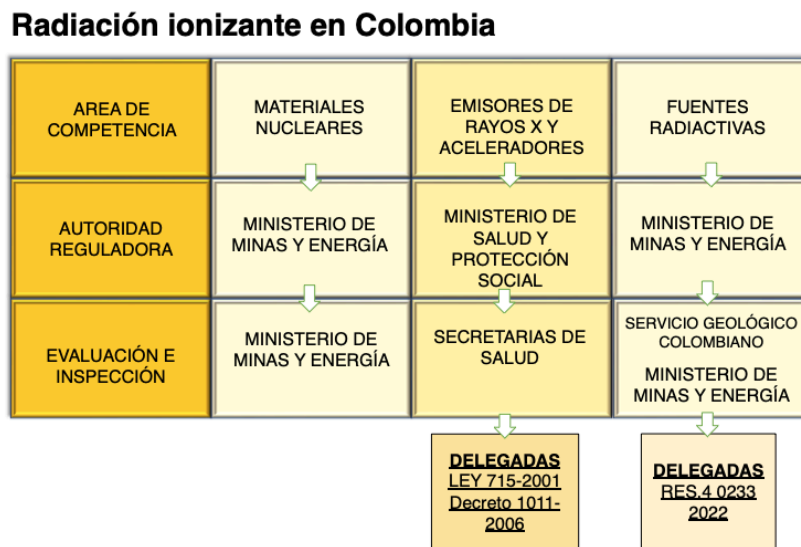 Radiación ionizante en Colombia
AREA DE
COMPETENCIA
MATERIALES
NUCLEARES
EMISORES DE
RAYOS X Y
ACELERADORES
FUENTES
RADIACTIVAS
AUTORIDAD
REGULADORA
MINISTERIO DE
MINAS Y ENERGÍA
MINISTERIO DE
SALUD Y
PROTECCIÓN
SOCIAL
MINISTERIO DE
MINAS Y ENERGÍA
EVALUACIÓN E
INSPECCIÓN
MINISTERIO DE
MINAS Y ENERGÍA
SECRETARIAS DE
SALUD
SERVICIO GEOLÓGICO
COLOMBIANO
MINISTERIO DE
MINAS Y ENERGÍA
DELEGADAS
LEY 715-2001
Decreto 1011-
2006
DELEGADAS
RES.4 0233
2022